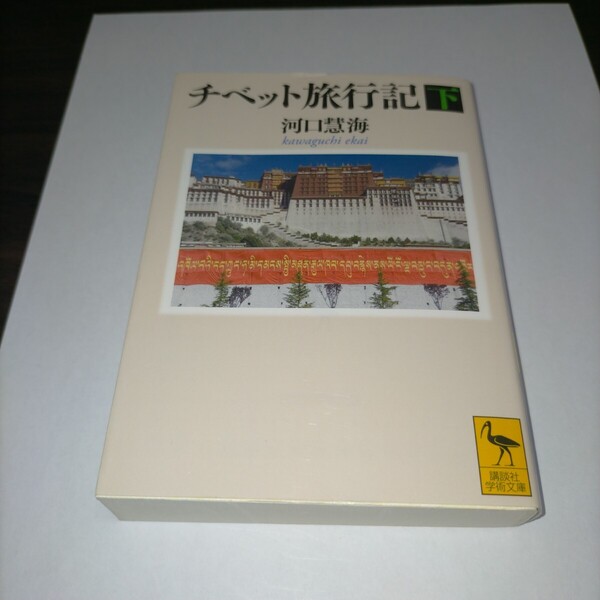 チベット旅行記 下
河口慧海
kawaguchi ekai
講談社
学術文庫